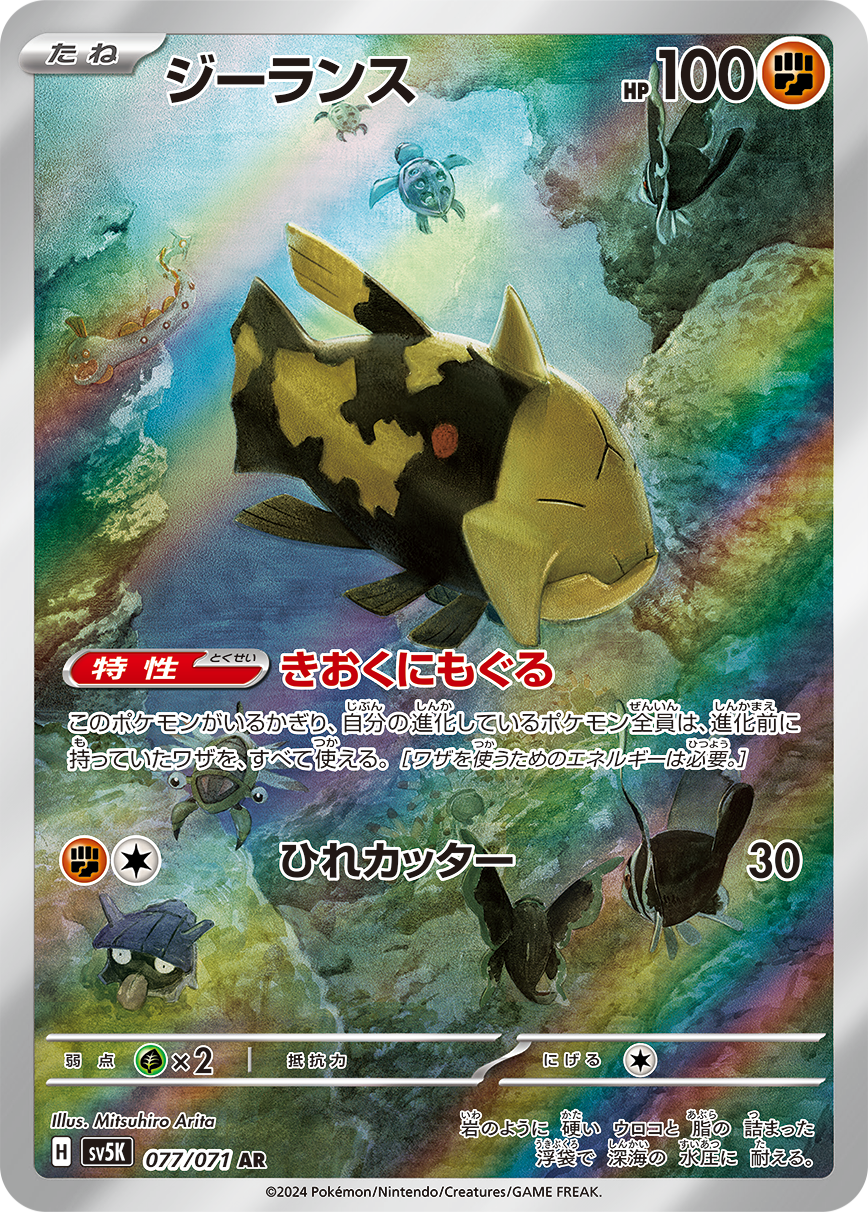 たね
ジーランス
HP 100
特性 とくせい
きおくにもぐる
このポケモンがいるかぎり、自分の進化しているポケモン全員は、進化前に
持っていたワザを、すべて使える。[ワザを使うためのエネルギーは必要。]
ひれカッター 30
弱点 ×2 抵抗力 にげる
Illus. Mitsuhiro Arita
岩のように 硬い ウロコと 脂の 詰まった
浮袋で 深海の 水圧に 耐える。
H sv5K 077/071 AR
©2024 Pokémon/Nintendo/Creatures/GAME FREAK.